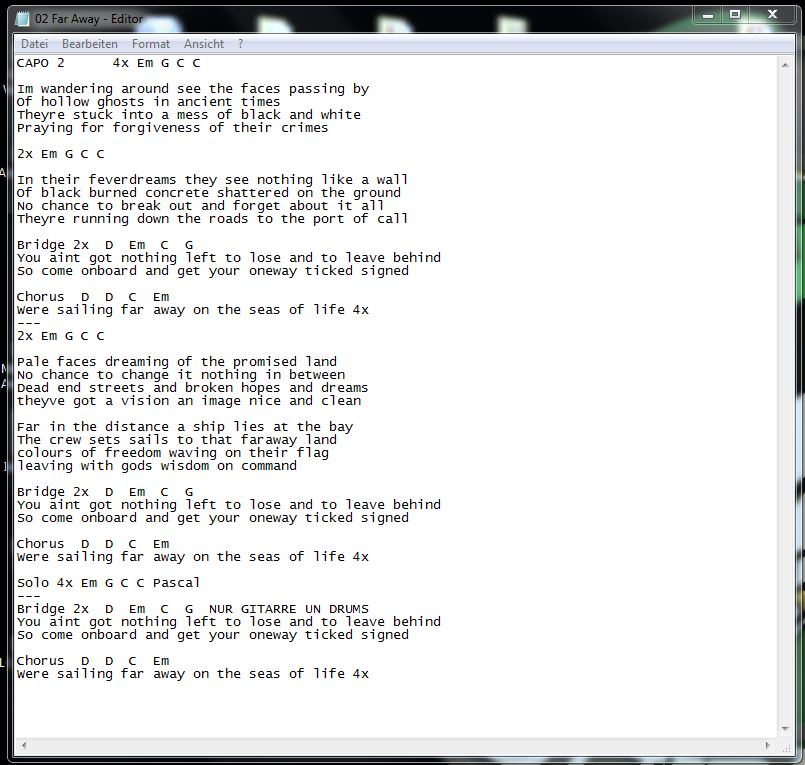 02 Far Away - Editor
Datei Bearbeiten Format Ansicht ?
CAPO 2      4x Em G C C
Im wandering around see the faces passing by
Of hollow ghosts in ancient times
Theyre stuck into a mess of black and white
Praying for forgiveness of their crimes
2x Em G C C
In their feverdreams they see nothing like a wall
Of black burned concrete shattered on the ground
No chance to break out and forget about it all
Theyre running down the roads to the port of call
Bridge 2x  D  Em  C  G
You aint got nothing left to lose and to leave behind
So come onboard and get your oneway ticked signed
Chorus  D  D  C  Em
Were sailing far away on the seas of life 4x
---
2x Em G C C
Pale faces dreaming of the promised land
No chance to change it nothing in between
Dead end streets and broken hopes and dreams
theyve got a vision an image nice and clean
Far in the distance a ship lies at the bay
The crew sets sails to that faraway land
colours of freedom waving on their flag
leaving with gods wisdom on command
Bridge 2x  D  Em  C  G
You aint got nothing left to lose and to leave behind
So come onboard and get your oneway ticked signed
Chorus  D  D  C  Em
Were sailing far away on the seas of life 4x
Solo 4x Em G C C Pascal
---
Bridge 2x  D  Em  C  G  NUR GITARRE UN DRUMS
You aint got nothing left to lose and to leave behind
So come onboard and get your oneway ticked signed
Chorus  D  D  C  Em
Were sailing far away on the seas of life 4x